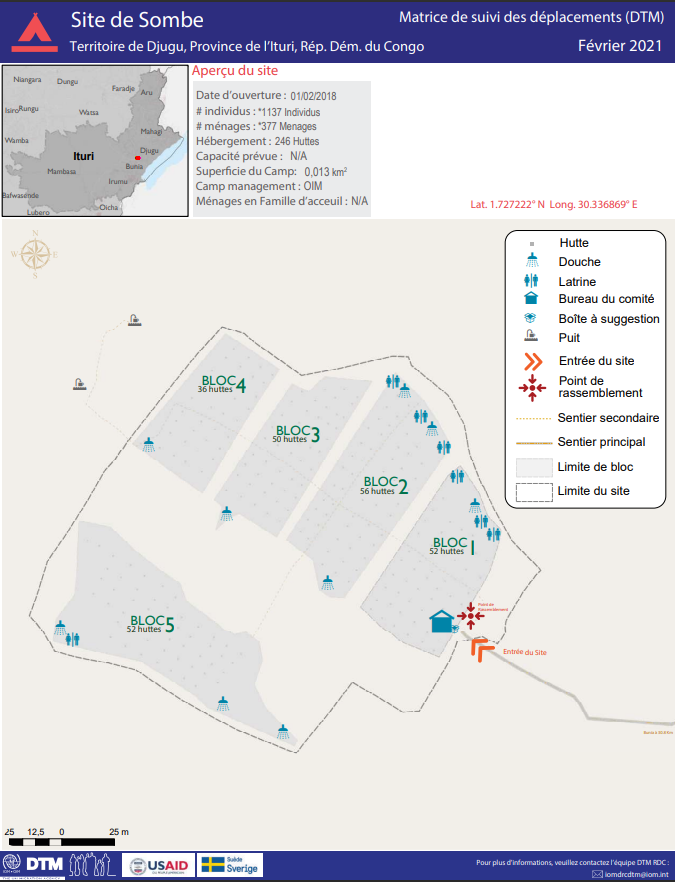 Site de Sombe
Matrice de suivi des déplacements (DTM)
Territoire de Djugu, Province de l'Ituri, Rép. Dém. du Congo
Février 2021
Niangara
Dungu
Faradje
Aru
Isiro
Rungu
Watsa
Wamba
Mahagi
Ituri
Djugu
Bunia
Mambasa
Irumu
Bafwasende
Lubero
Oicha
Aperçu du site
Date d'ouverture : 01/02/2018
# individus : *1137 Individus
# ménages : *377 Menages
Hébergement : 246 Huttes
Capacité prévue : N/A
Superficie du Camp: 0,013 km²
Camp management : OIM
Ménages en Famille d'acceuil : N/A
Lat. 1.727222° N Long. 30.336869° E
N
W E
S
Hutte
Douche
Latrine
Bureau du comité
Boîte à suggestion
Puit
Entrée du site
Point de
rassemblement
Sentier secondaire
Sentier principal
Limite de bloc
Limite du site
BLOC 4
36 huttes
BLOC 3
50 huttes
BLOC 2
56 huttes
BLOC 1
52 huttes
BLOC 5
52 huttes
Point de
Rassemblement
Entrée du Site
25 12,5 0 25 m
DTM
USAID
Suède
Sverige
Pour plus d'informations, veuillez contactez l'équipe DTM RDC :
iomdrcdtm@iom.int